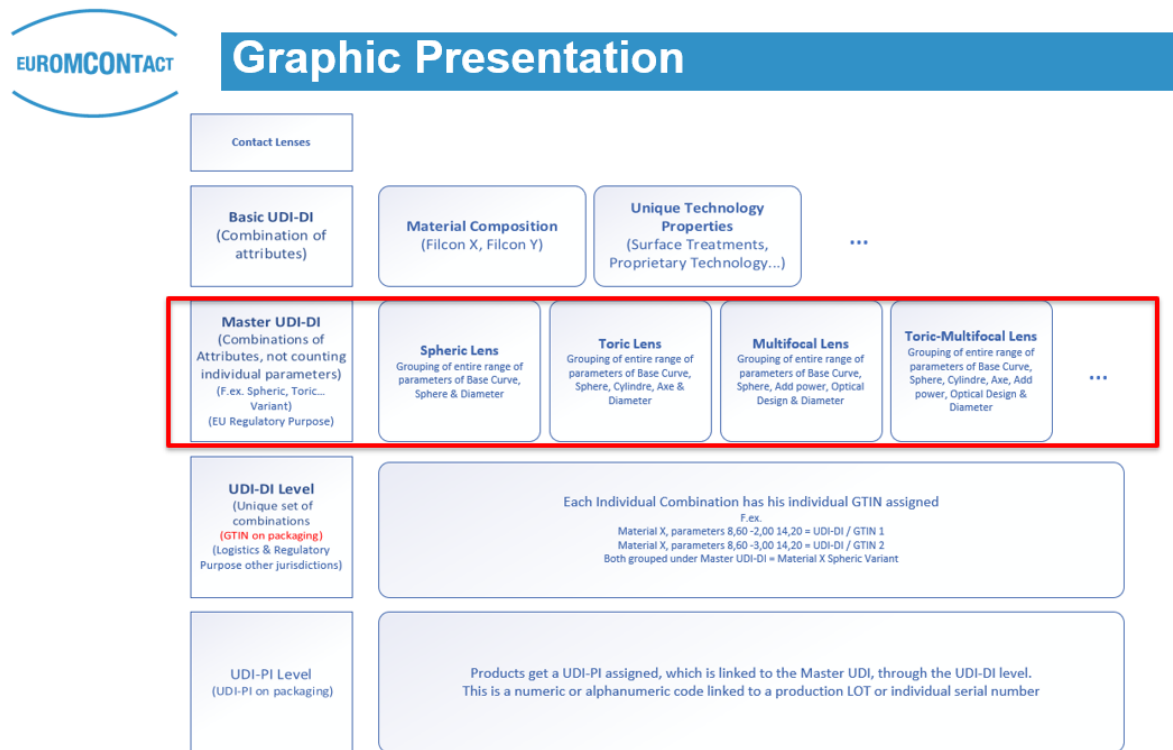 EUROMCONTACT
Graphic Presentation
Contact Lenses
Basic UDI-DI
(Combination of
attributes)
Material Composition
(Filcon X, Filcon Y)
Unique Technology
Properties
(Surface Treatments,
Proprietary Technology...)
...
Master UDI-DI
(Combinations of
Attributes, not counting
individual parameters)
(F.ex. Spheric, Toric...
Variant)
(EU Regulatory Purpose)
Spheric Lens
Grouping of entire range of
parameters of Base Curve,
Sphere & Diameter
Toric Lens
Grouping of entire range of
parameters of Base Curve,
Sphere, Cylindre, Axe &
Diameter
Multifocal Lens
Grouping of entire range of
parameters of Base Curve,
Sphere, Add power, Optical
Design & Diameter
Toric-Multifocal Lens
Grouping of entire range of
parameters of Base Curve,
Sphere, Cylindre, Axe, Add
power, Optical Design &
Diameter
...
UDI-DI Level
(Unique set of
combinations
(GTIN on packaging)
(Logistics & Regulatory
Purpose other jurisdictions)
Each Individual Combination has his individual GTIN assigned
F.ex.
Material X, parameters 8,60 -2,00 14,20 = UDI-DI / GTIN 1
Material X, parameters 8,60 -3,00 14,20 = UDI-DI / GTIN 2
Both grouped under Master UDI-DI = Material X Spheric Variant
UDI-PI Level
(UDI-PI on packaging)
Products get a UDI-PI assigned, which is linked to the Master UDI, through the UDI-DI level.
This is a numeric or alphanumeric code linked to a production LOT or individual serial number